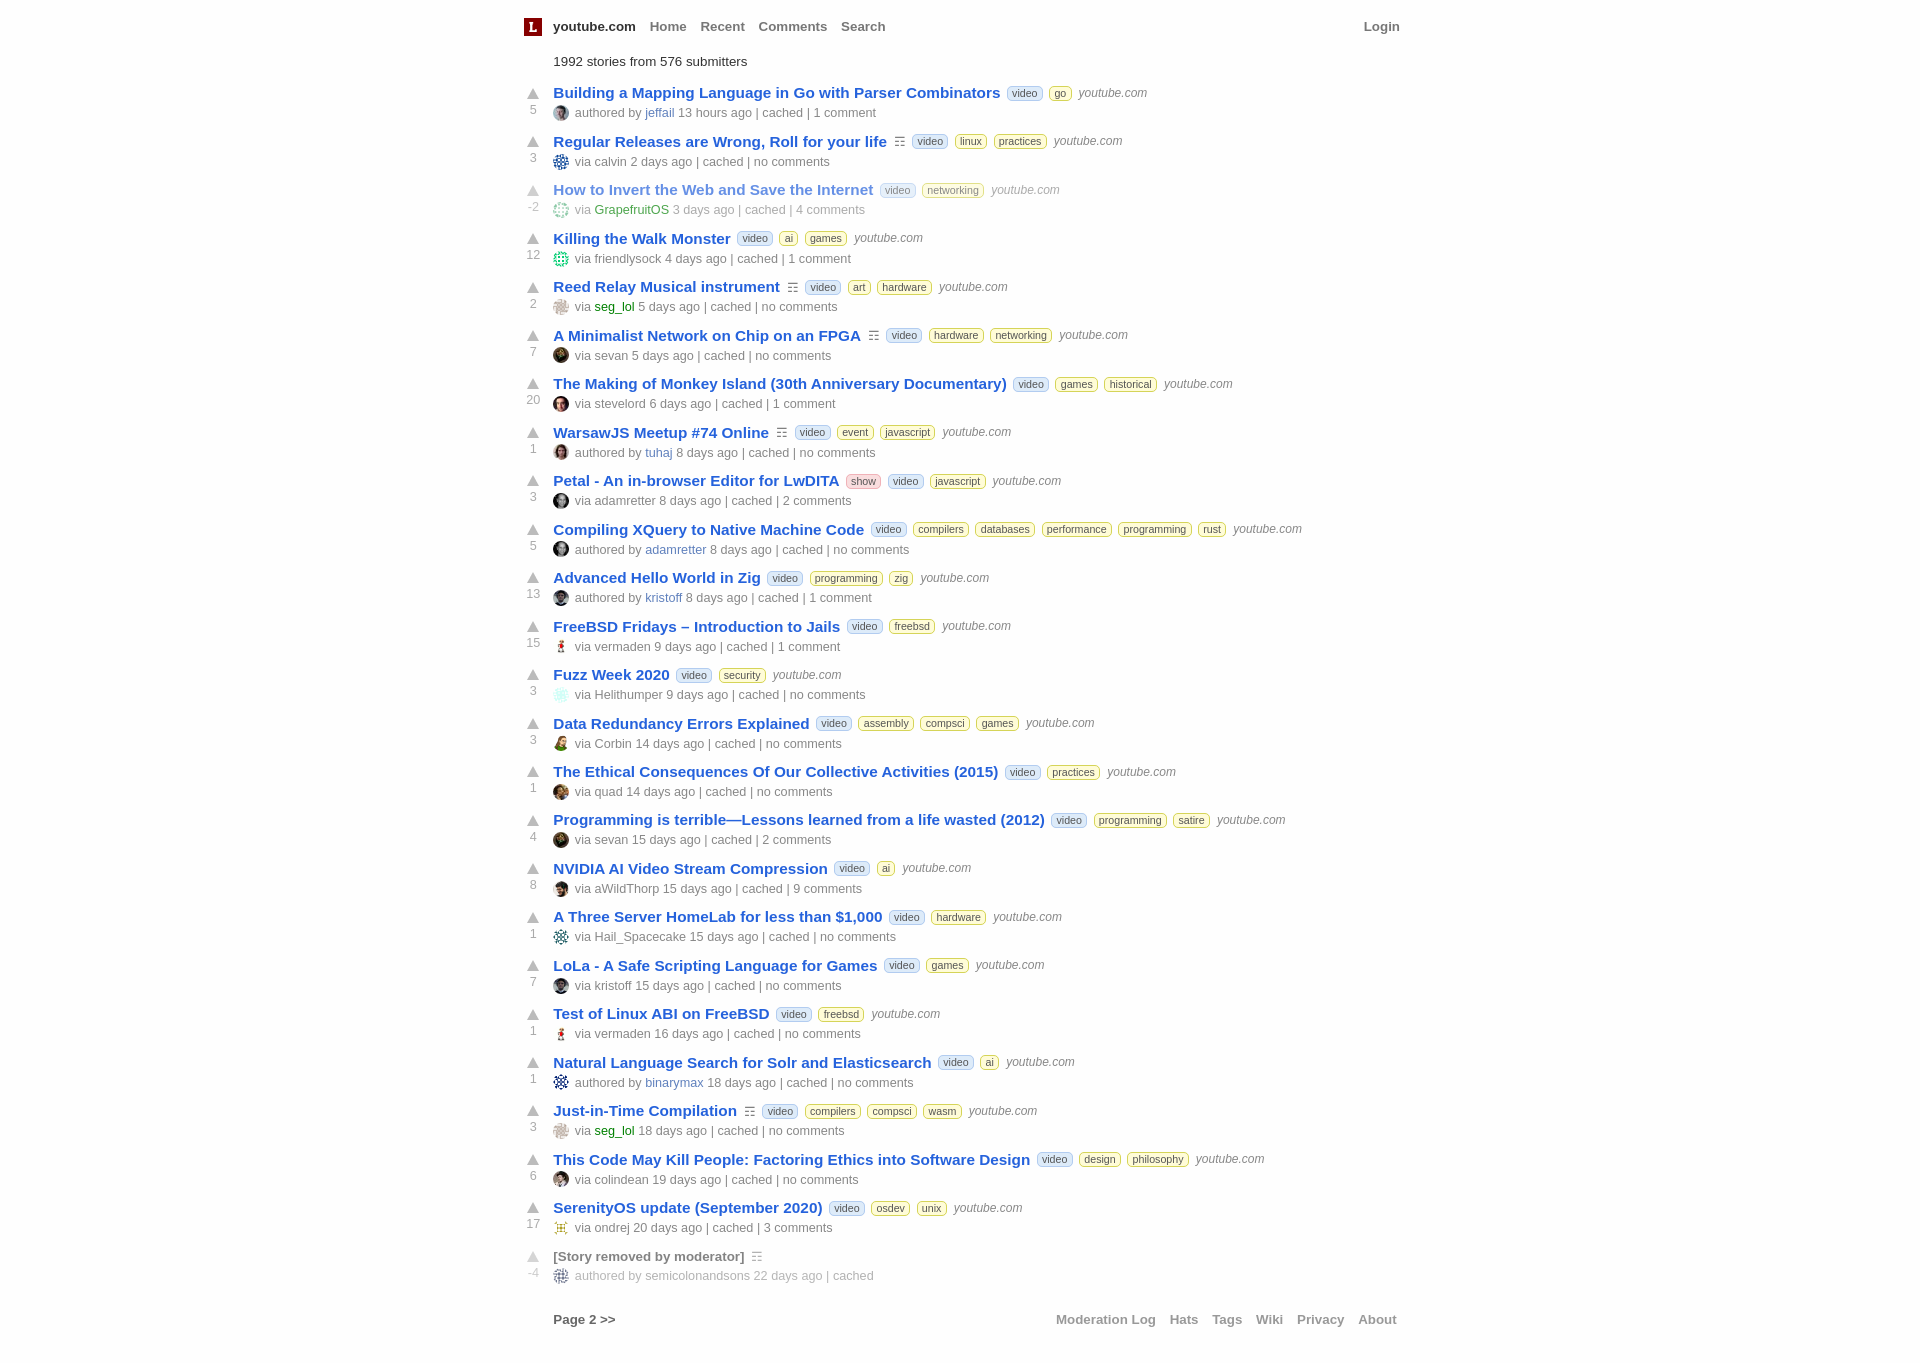 L youtube.com Home Recent Comments Search Login
1992 stories from 576 submitters
Building a Mapping Language in Go with Parser Combinators video go youtube.com
5 authored by jeffail 13 hours ago | cached | 1 comment
Regular Releases are Wrong, Roll for your life ☶ video linux practices youtube.com
3 via calvin 2 days ago | cached | no comments
How to Invert the Web and Save the Internet video networking youtube.com
-2 via GrapefruitOS 3 days ago | cached | 4 comments
Killing the Walk Monster video ai games youtube.com
12 via friendlysock 4 days ago | cached | 1 comment
Reed Relay Musical instrument ☶ video art hardware youtube.com
2 via seg_lol 5 days ago | cached | no comments
A Minimalist Network on Chip on an FPGA ☶ video hardware networking youtube.com
7 via sevan 5 days ago | cached | no comments
The Making of Monkey Island (30th Anniversary Documentary) video games historical youtube.com
20 via stevelord 6 days ago | cached | 1 comment
WarsawJS Meetup #74 Online ☶ video event javascript youtube.com
1 authored by tuhaj 8 days ago | cached | no comments
Petal - An in-browser Editor for LwDITA show video javascript youtube.com
3 via adamretter 8 days ago | cached | 2 comments
Compiling XQuery to Native Machine Code video compilers databases performance programming rust youtube.com
5 authored by adamretter 8 days ago | cached | no comments
Advanced Hello World in Zig video programming zig youtube.com
13 authored by kristoff 8 days ago | cached | 1 comment
FreeBSD Fridays – Introduction to Jails video freebsd youtube.com
15 via vermaden 9 days ago | cached | 1 comment
Fuzz Week 2020 video security youtube.com
3 via Helithumper 9 days ago | cached | no comments
Data Redundancy Errors Explained video assembly compsci games youtube.com
3 via Corbin 14 days ago | cached | no comments
The Ethical Consequences Of Our Collective Activities (2015) video practices youtube.com
1 via quad 14 days ago | cached | no comments
Programming is terrible—Lessons learned from a life wasted (2012) video programming satire youtube.com
4 via sevan 15 days ago | cached | 2 comments
NVIDIA AI Video Stream Compression video ai youtube.com
8 via aWildThorp 15 days ago | cached | 9 comments
A Three Server HomeLab for less than $1,000 video hardware youtube.com
1 via Hail_Spacecake 15 days ago | cached | no comments
LoLa - A Safe Scripting Language for Games video games youtube.com
7 via kristoff 15 days ago | cached | no comments
Test of Linux ABI on FreeBSD video freebsd youtube.com
1 via vermaden 16 days ago | cached | no comments
Natural Language Search for Solr and Elasticsearch video ai youtube.com
1 authored by binarymax 18 days ago | cached | no comments
Just-in-Time Compilation ☶ video compilers compsci wasm youtube.com
3 via seg_lol 18 days ago | cached | no comments
This Code May Kill People: Factoring Ethics into Software Design video design philosophy youtube.com
6 via colindean 19 days ago | cached | no comments
SerenityOS update (September 2020) video osdev unix youtube.com
17 via ondrej 20 days ago | cached | 3 comments
[Story removed by moderator] ☶
-4 authored by semicolonandsons 22 days ago | cached
Page 2 >> Moderation Log Hats Tags Wiki Privacy About